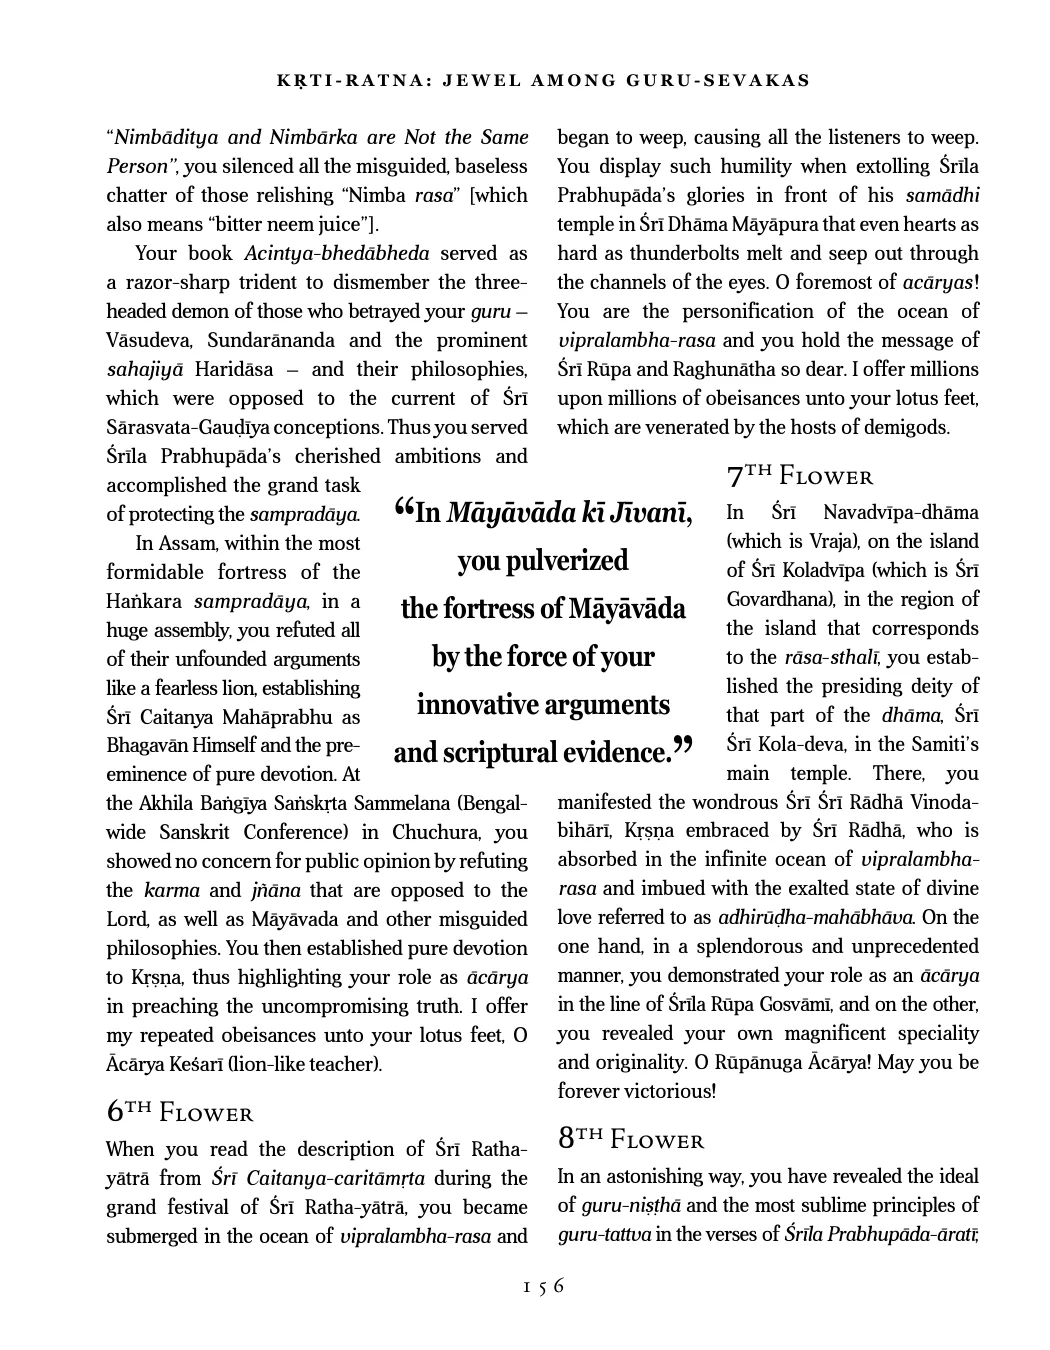 KṚTI-RATNA: JEWEL AMONG GURU-SEVAKAS
“Nimbāditya and Nimbārka are Not the Same
Person”, you silenced all the misguided, baseless
chatter of those relishing “Nimba rasa” [which
also means “bitter neem juice”].
Your book Acintya-bhedābheda served as
a razor-sharp trident to dismember the three-
headed demon of those who betrayed your guru –
Vāsudeva, Sundarānanda and the prominent
sahajiyā Haridāsa – and their philosophies,
which were opposed to the current of Śrī
Sārasvata-Gauḍīya conceptions. Thus you served
Śrīla Prabhupāda’s cherished ambitions and
accomplished the grand task
of protecting the sampradāya.
In Assam, within the most
formidable fortress of the
Haṅkara sampradāya, in a
huge assembly, you refuted all
of their unfounded arguments
like a fearless lion, establishing
Śrī Caitanya Mahāprabhu as
Bhagavān Himself and the pre-
eminence of pure devotion. At
the Akhila Baṅgīya Saṅskṛta Sammelana (Bengal-
wide Sanskrit Conference) in Chuchura, you
showed no concern for public opinion by refuting
the karma and jñāna that are opposed to the
Lord, as well as Māyāvada and other misguided
philosophies. You then established pure devotion
to Kṛṣṇa, thus highlighting your role as ācārya
in preaching the uncompromising truth. I offer
my repeated obeisances unto your lotus feet, O
Ācārya Keśarī (lion-like teacher).
6TH FLOWER
When you read the description of Śrī Ratha-
yātrā from Śrī Caitanya-caritāmṛta during the
grand festival of Śrī Ratha-yātrā, you became
submerged in the ocean of vipralambha-rasa and
“In Māyāvāda kī Jīvanī,
you pulverized
the fortress of Māyāvāda
by the force of your
innovative arguments
and scriptural evidence.”
began to weep, causing all the listeners to weep.
You display such humility when extolling Śrīla
Prabhupāda’s glories in front of his samādhi
temple in Śrī Dhāma Māyāpura that even hearts as
hard as thunderbolts melt and seep out through
the channels of the eyes. O foremost of acāryas!
You are the personification of the ocean of
vipralambha-rasa and you hold the message of
Śrī Rūpa and Raghunātha so dear. I offer millions
upon millions of obeisances unto your lotus feet,
which are venerated by the hosts of demigods.
7TH FLOWER
In Śrī Navadvīpa-dhāma
(which is Vraja), on the island
of Śrī Koladvīpa (which is Śrī
Govardhana), in the region of
the island that corresponds
to the rāsa-sthalī, you estab-
lished the presiding deity of
that part of the dhāma, Śrī
Śrī Kola-deva, in the Samiti’s
main temple. There, you
manifested the wondrous Śrī Śrī Rādhā Vinoda-
bihārī, Kṛṣṇa embraced by Śrī Rādhā, who is
absorbed in the infinite ocean of vipralambha-
rasa and imbued with the exalted state of divine
love referred to as adhirūḍha-mahābhāva. On the
one hand, in a splendorous and unprecedented
manner, you demonstrated your role as an ācārya
in the line of Śrīla Rūpa Gosvāmī, and on the other,
you revealed your own magnificent speciality
and originality. O Rūpānuga Ācārya! May you be
forever victorious!
8TH FLOWER
In an astonishing way, you have revealed the ideal
of guru-niṣṭhā and the most sublime principles of
guru-tattva in the verses of Śrīla Prabhupāda-āratī;
156